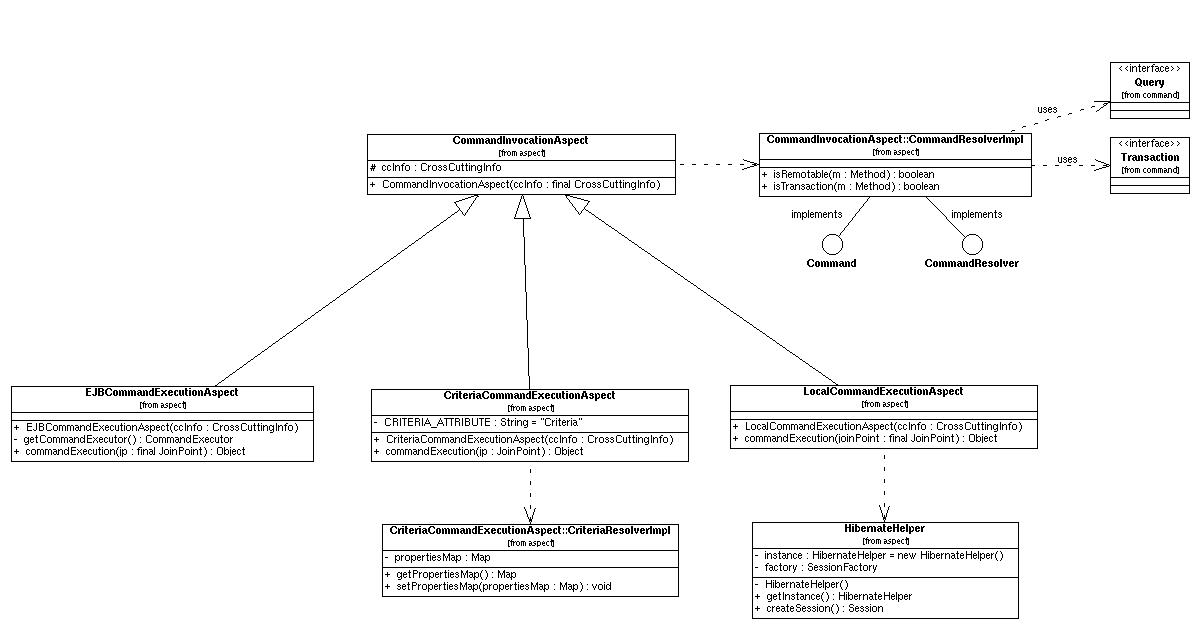 <<interface>>
Query
[from command]
uses
<<interface>>
Transaction
[from command]
uses
CommandInvocationAspect
[from aspect]
# ccInfo : CrossCuttingInfo
+ CommandInvocationAspect(ccInfo : final CrossCuttingInfo)
CommandInvocationAspect::CommandResolverImpl
[from aspect]
+ isRemotable(m : Method) : boolean
+ isTransaction(m : Method) : boolean
implements
implements
Command
CommandResolver
EJBCommandExecutionAspect
[from aspect]
+ EJBCommandExecutionAspect(ccInfo : CrossCuttingInfo)
- getCommandExecutor() : CommandExecutor
+ commandExecution(jp : final JoinPoint) : Object
CriteriaCommandExecutionAspect
[from aspect]
- CRITERIA_ATTRIBUTE : String = "Criteria"
+ CriteriaCommandExecutionAspect(ccInfo : CrossCuttingInfo)
+ commandExecution(jp : JoinPoint) : Object
LocalCommandExecutionAspect
[from aspect]
+ LocalCommandExecutionAspect(ccInfo : CrossCuttingInfo)
+ commandExecution(joinPoint : final JoinPoint) : Object
CriteriaCommandExecutionAspect::CriteriaResolverImpl
[from aspect]
- propertiesMap : Map
+ getPropertiesMap() : Map
+ setPropertiesMap(propertiesMap : Map) : void
HibernateHelper
[from aspect]
- instance : HibernateHelper = new HibernateHelper()
- factory : SessionFactory
- HibernateHelper()
+ getInstance() : HibernateHelper
+ createSession() : Session